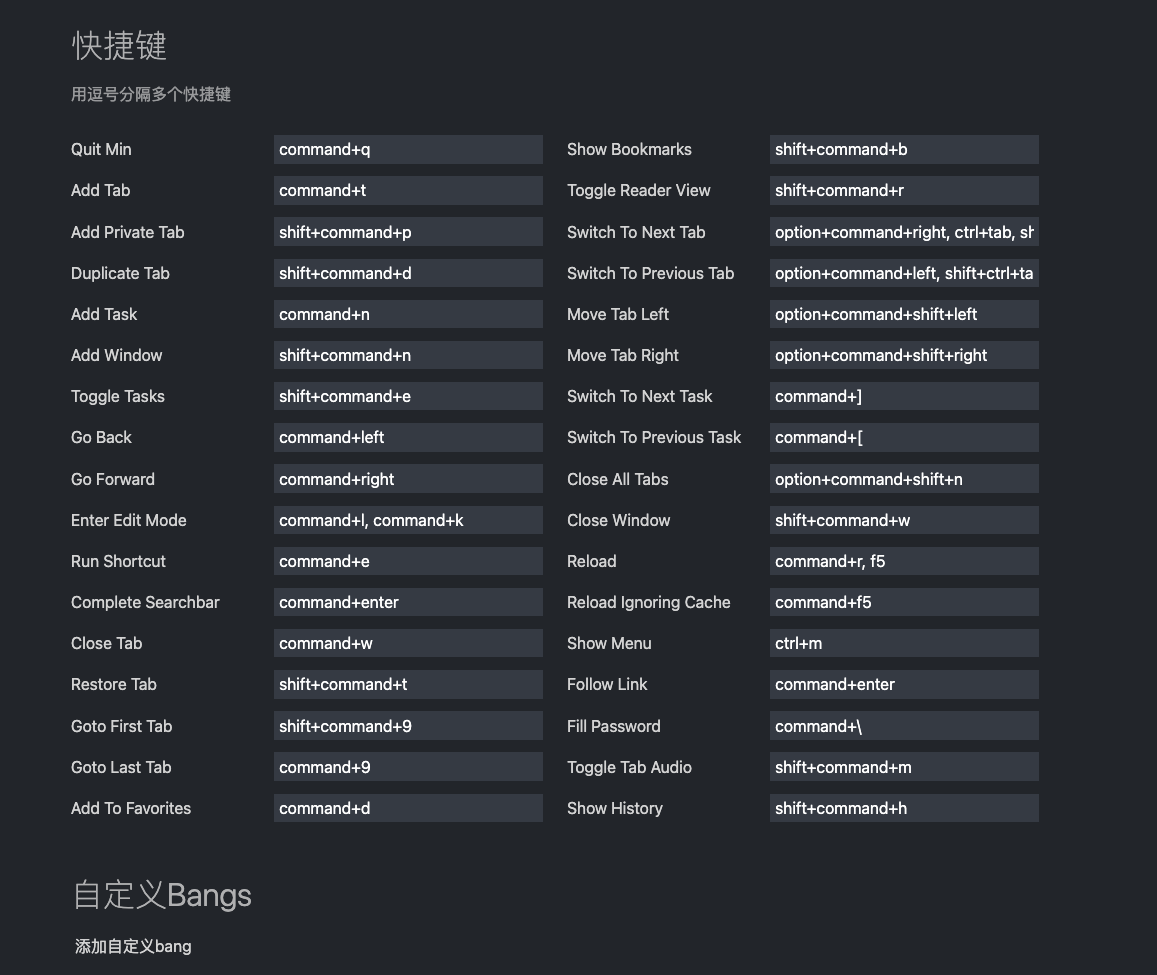 快捷键
用逗号分隔多个快捷键
Quit Min command+q Show Bookmarks shift+command+b
Add Tab command+t Toggle Reader View shift+command+r
Add Private Tab shift+command+p Switch To Next Tab option+command+right, ctrl+tab, sh
Duplicate Tab shift+command+d Switch To Previous Tab option+command+left, shift+ctrl+ta
Add Task command+n Move Tab Left option+command+shift+left
Add Window shift+command+n Move Tab Right option+command+shift+right
Toggle Tasks shift+command+e Switch To Next Task command+]
Go Back command+left Switch To Previous Task command+[
Go Forward command+right Close All Tabs option+command+shift+n
Enter Edit Mode command+l, command+k Close Window shift+command+w
Run Shortcut command+e Reload command+r, f5
Complete Searchbar command+enter Reload Ignoring Cache command+f5
Close Tab command+w Show Menu ctrl+m
Restore Tab shift+command+t Follow Link command+enter
Goto First Tab shift+command+9 Fill Password command+\
Goto Last Tab command+9 Toggle Tab Audio shift+command+m
Add To Favorites command+d Show History shift+command+h
自定义Bangs
添加自定义bang